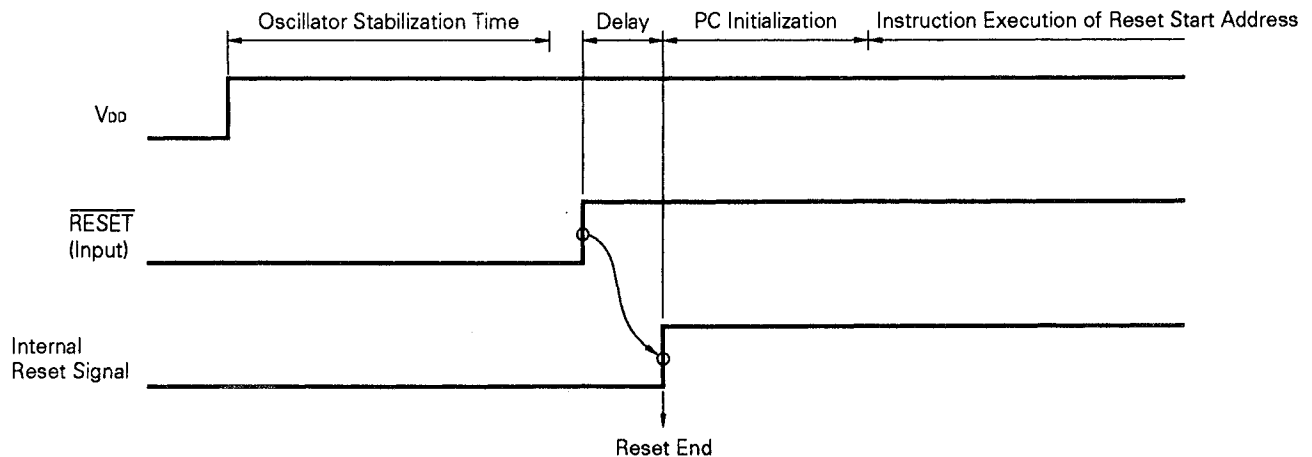 Oscillator Stabilization Time
Delay
PC Initialization
Instruction Execution of Reset Start Address
VDD
RESET
(Input)
Internal
Reset Signal
Reset End